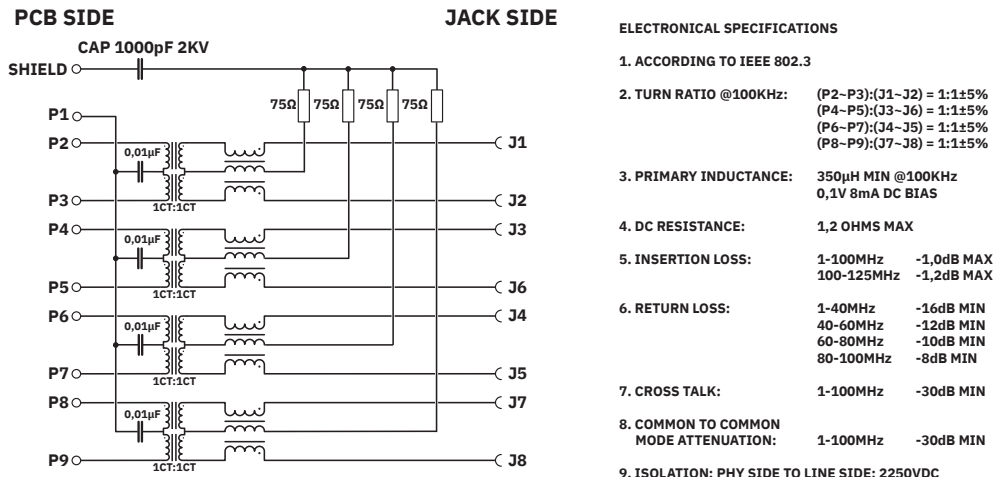 PCB SIDE
JACK SIDE
CAP 1000pF 2KV
SHIELD
75Ω 75Ω 75Ω 75Ω
P1
P2
J1
0,01µF
P3
J2
1CT:1CT
P4
J3
0,01µF
P5
J6
1CT:1CT
P6
J4
0,01µF
P7
J5
1CT:1CT
P8
J7
0,01µF
P9
J8
1CT:1CT
ELECTRONICAL SPECIFICATIONS
1. ACCORDING TO IEEE 802.3
2. TURN RATIO @100KHz: (P2~P3):(J1~J2) = 1:1±5%
(P4~P5):(J3~J6) = 1:1±5%
(P6~P7):(J4~J5) = 1:1±5%
(P8~P9):(J7~J8) = 1:1±5%
3. PRIMARY INDUCTANCE: 350µH MIN @100KHz
0,1V 8mA DC BIAS
4. DC RESISTANCE: 1,2 OHMS MAX
5. INSERTION LOSS: 1-100MHz -1,0dB MAX
100-125MHz -1,2dB MAX
6. RETURN LOSS: 1-40MHz -16dB MIN
40-60MHz -12dB MIN
60-80MHz -10dB MIN
80-100MHz -8dB MIN
7. CROSS TALK: 1-100MHz -30dB MIN
8. COMMON TO COMMON
MODE ATTENUATION: 1-100MHz -30dB MIN
9. ISOLATION: PHY SIDE TO LINE SIDE: 2250VDC